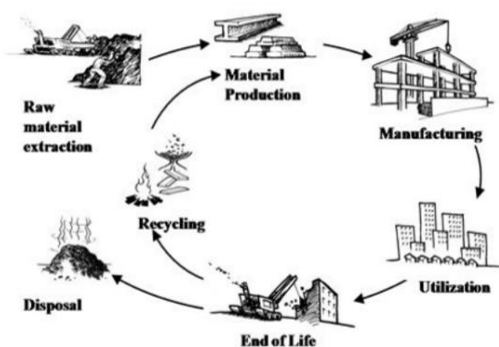 Raw
material
extraction
Material
Production
Manufacturing
Utilization
End of Life
Recycling
Disposal